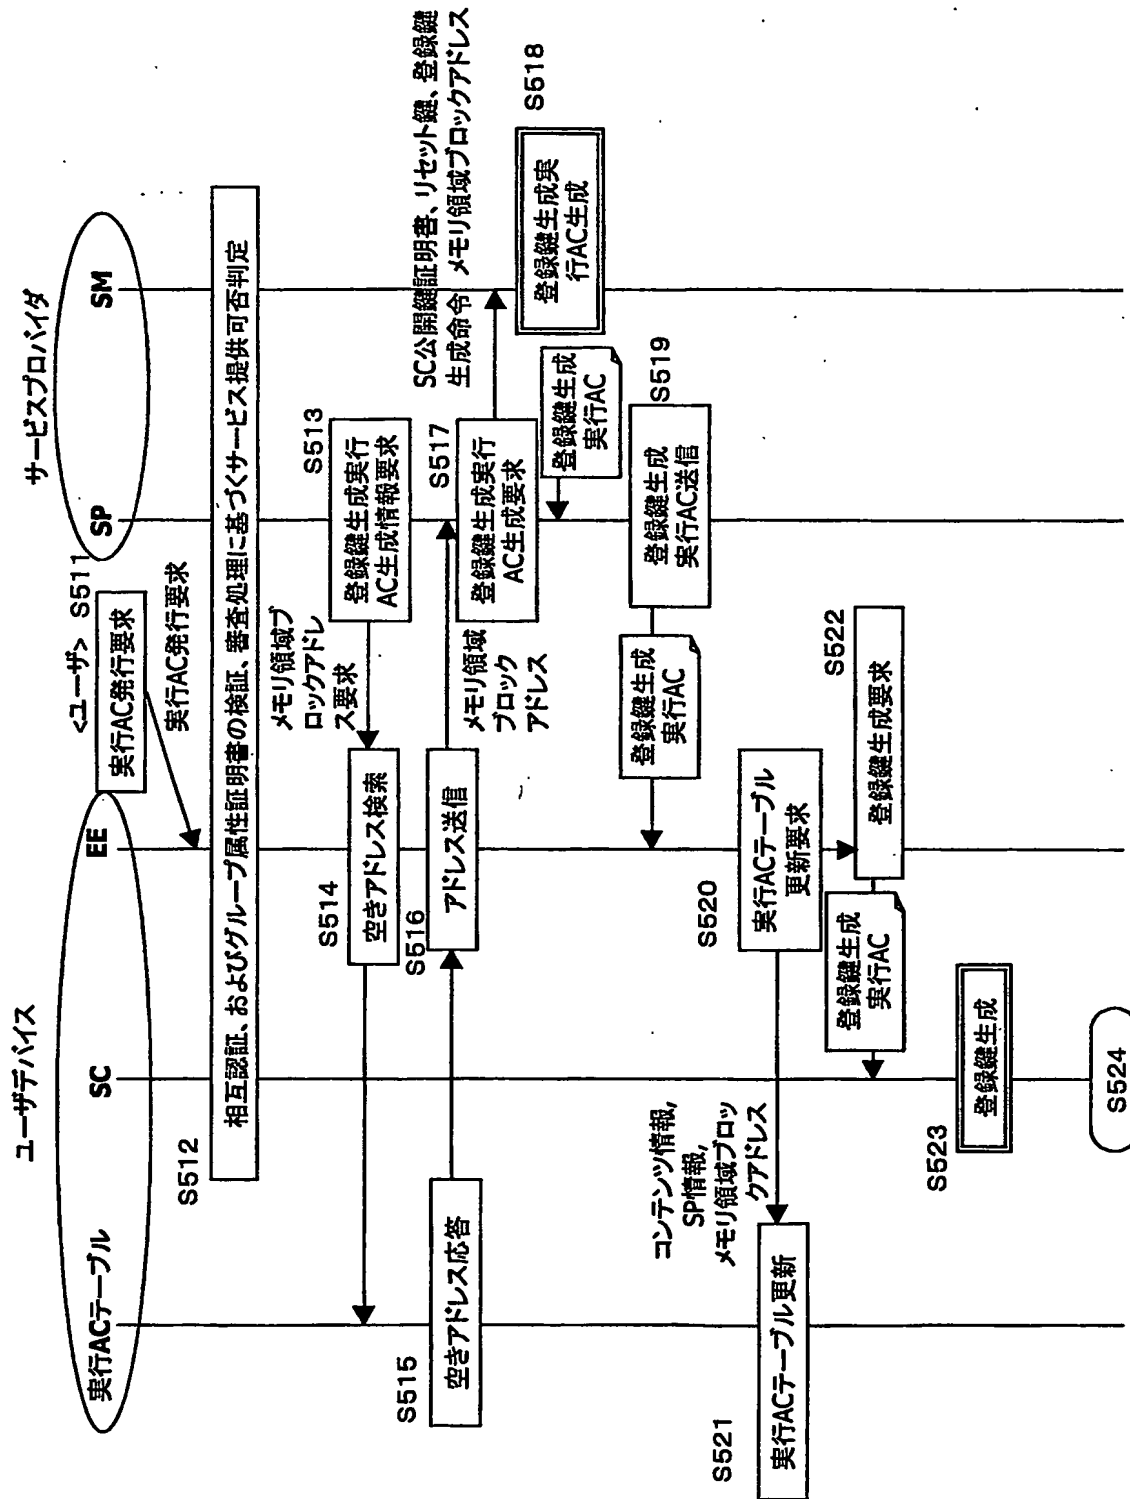 ユーザデバイス
サービスプロバイダ
実行ACテーブル
SC
EE
SP
SM
<ユーザ> S511
実行AC発行要求
実行AC発行要求
S512
相互認証、およびグループ属性証明書の検証、審査処理に基づくサービス提供可否判定
S513
登録鍵生成実行
AC生成情報要求
メモリ領域ブ
ロックアドレ
ス要求
S514
空きアドレス検索
S515
空きアドレス応答
S516
アドレス送信
メモリ領域
ブロック
アドレス
S517
登録鍵生成実行
AC生成要求
SC公開鍵証明書、リセット鍵、登録鍵
生成命令 メモリ領域ブロックアドレス
S518
登録鍵生成実
行AC生成
登録鍵生成
実行AC
S519
登録鍵生成
実行AC送信
登録鍵生成
実行AC
S520
実行ACテーブル
更新要求
コンテンツ情報,
SP情報,
メモリ領域ブロッ
クアドレス
S521
実行ACテーブル更新
S522
登録鍵生成要求
登録鍵生成
実行AC
S523
登録鍵生成
S524